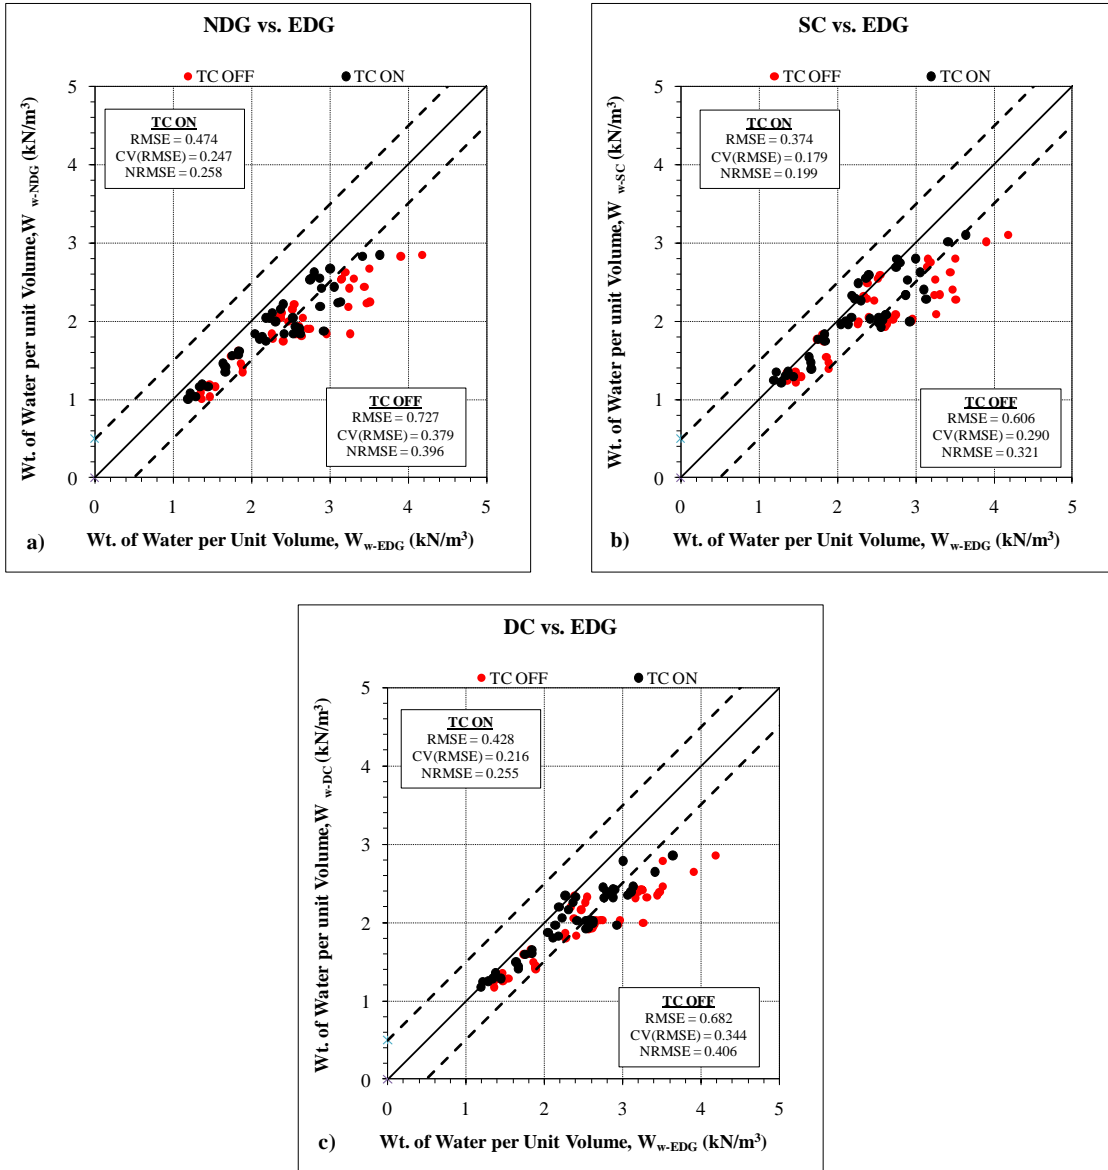 NDG vs. EDG
TC OFF
TC ON
Wt. of Water per unit Volume,W w-NDG (kN/m³)
5
4
3
2
1
0
TC ON
RMSE = 0.474
CV(RMSE) = 0.247
NRMSE = 0.258
TC OFF
RMSE = 0.727
CV(RMSE) = 0.379
NRMSE = 0.396
0 1 2 3 4 5
a) Wt. of Water per Unit Volume, Ww-EDG (kN/m³)
SC vs. EDG
TC OFF
TC ON
Wt. of Water per unit Volume,W w-SC (kN/m³)
5
4
3
2
1
0
TC ON
RMSE = 0.374
CV(RMSE) = 0.179
NRMSE = 0.199
TC OFF
RMSE = 0.606
CV(RMSE) = 0.290
NRMSE = 0.321
0 1 2 3 4 5
b) Wt. of Water per Unit Volume, Ww-EDG (kN/m³)
DC vs. EDG
TC OFF
TC ON
Wt. of Water per unit Volume,W w-DC (kN/m³)
5
4
3
2
1
0
TC ON
RMSE = 0.428
CV(RMSE) = 0.216
NRMSE = 0.255
TC OFF
RMSE = 0.682
CV(RMSE) = 0.344
NRMSE = 0.406
0 1 2 3 4 5
c) Wt. of Water per Unit Volume, Ww-EDG (kN/m³)